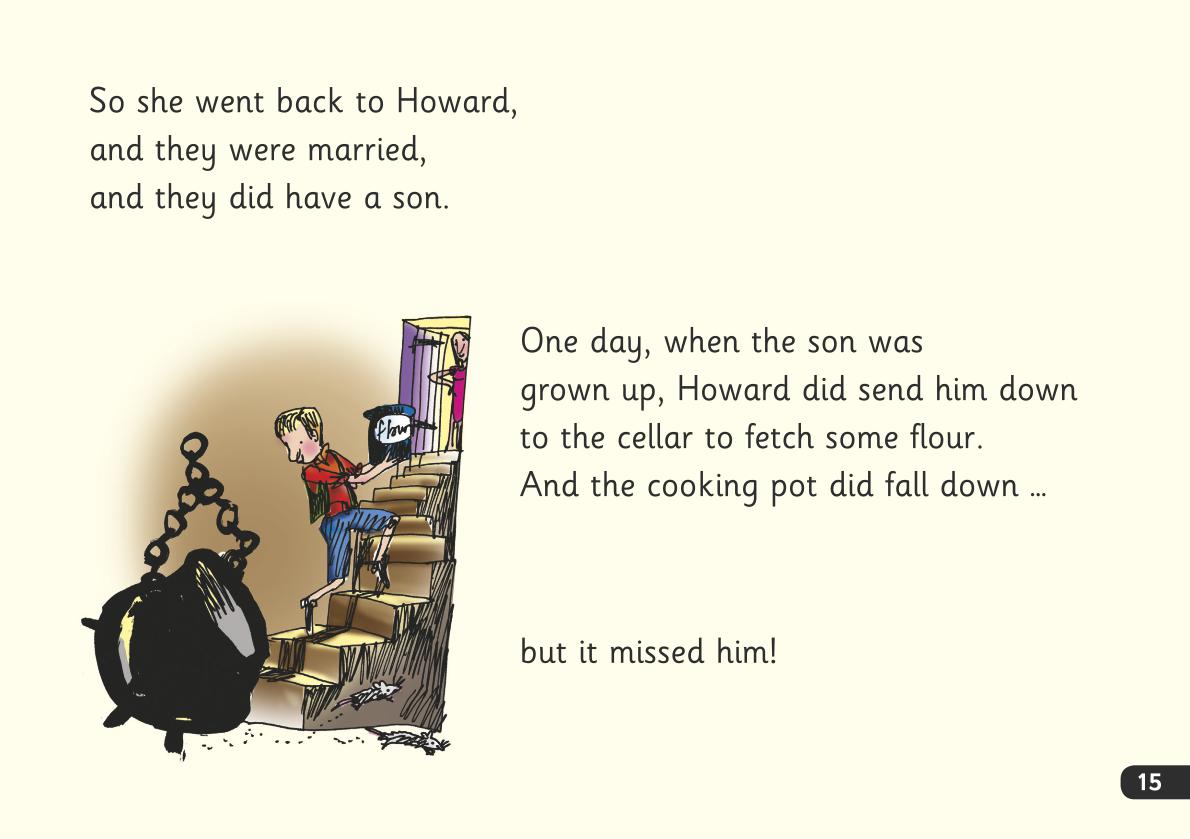 So she went back to Howard,
and they were married,
and they did have a son.
flour
One day, when the son was
grown up, Howard did send him down
to the cellar to fetch some flour.
And the cooking pot did fall down ...
but it missed him!
15